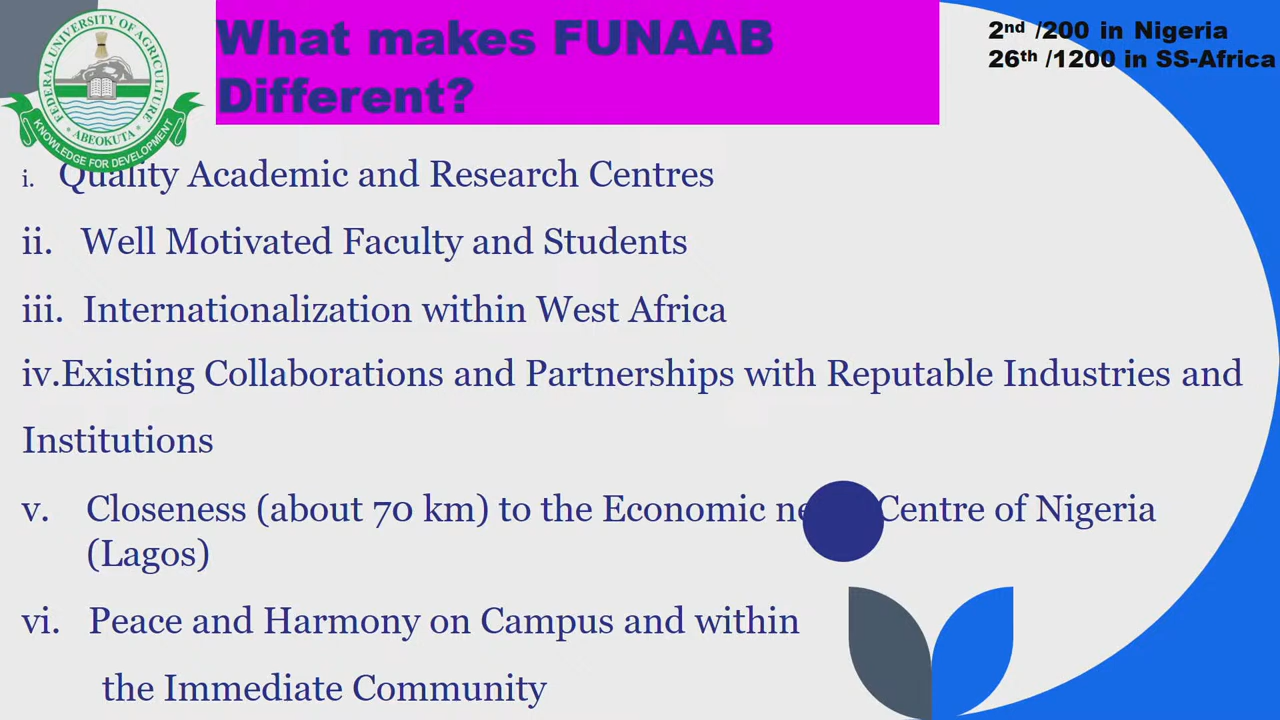 FEDERAL UNIVERSITY OF AGRICULTURE
· ABEOKUTA ·
KNOWLEDGE FOR DEVELOPMENT
What makes FUNAAB
Different?
2nd /200 in Nigeria
26th /1200 in SS-Africa
i. Quality Academic and Research Centres
ii. Well Motivated Faculty and Students
iii. Internationalization within West Africa
iv.Existing Collaborations and Partnerships with Reputable Industries and
Institutions
v. Closeness (about 70 km) to the Economic Centre of Nigeria
(Lagos)
vi. Peace and Harmony on Campus and within
the Immediate Community